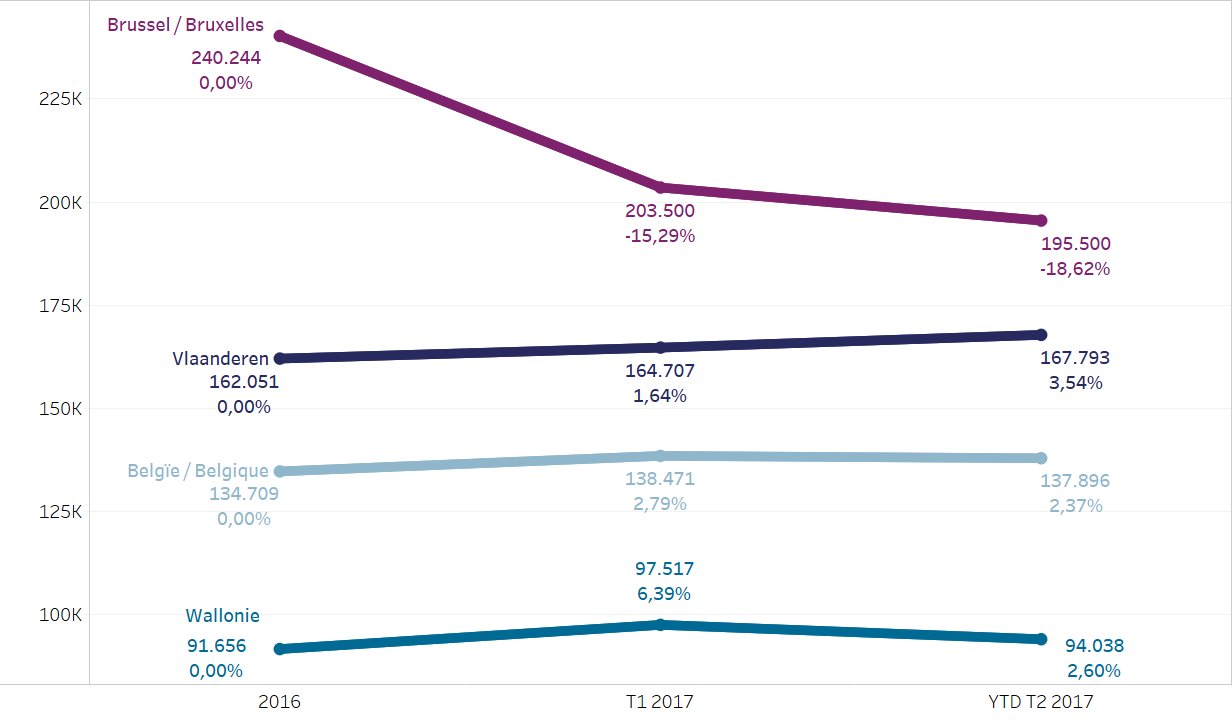 Brussel / Bruxelles
240.244
0,00%
225K
200K
203.500
-15,29%
195.500
-18,62%
175K
Vlaanderen
162.051
0,00%
164.707
1,64%
167.793
3,54%
150K
Belgïe / Belgique
134.709
0,00%
138.471
2,79%
137.896
2,37%
125K
97.517
6,39%
100K
Wallonie
91.656
0,00%
94.038
2,60%
2016
T1 2017
YTD T2 2017